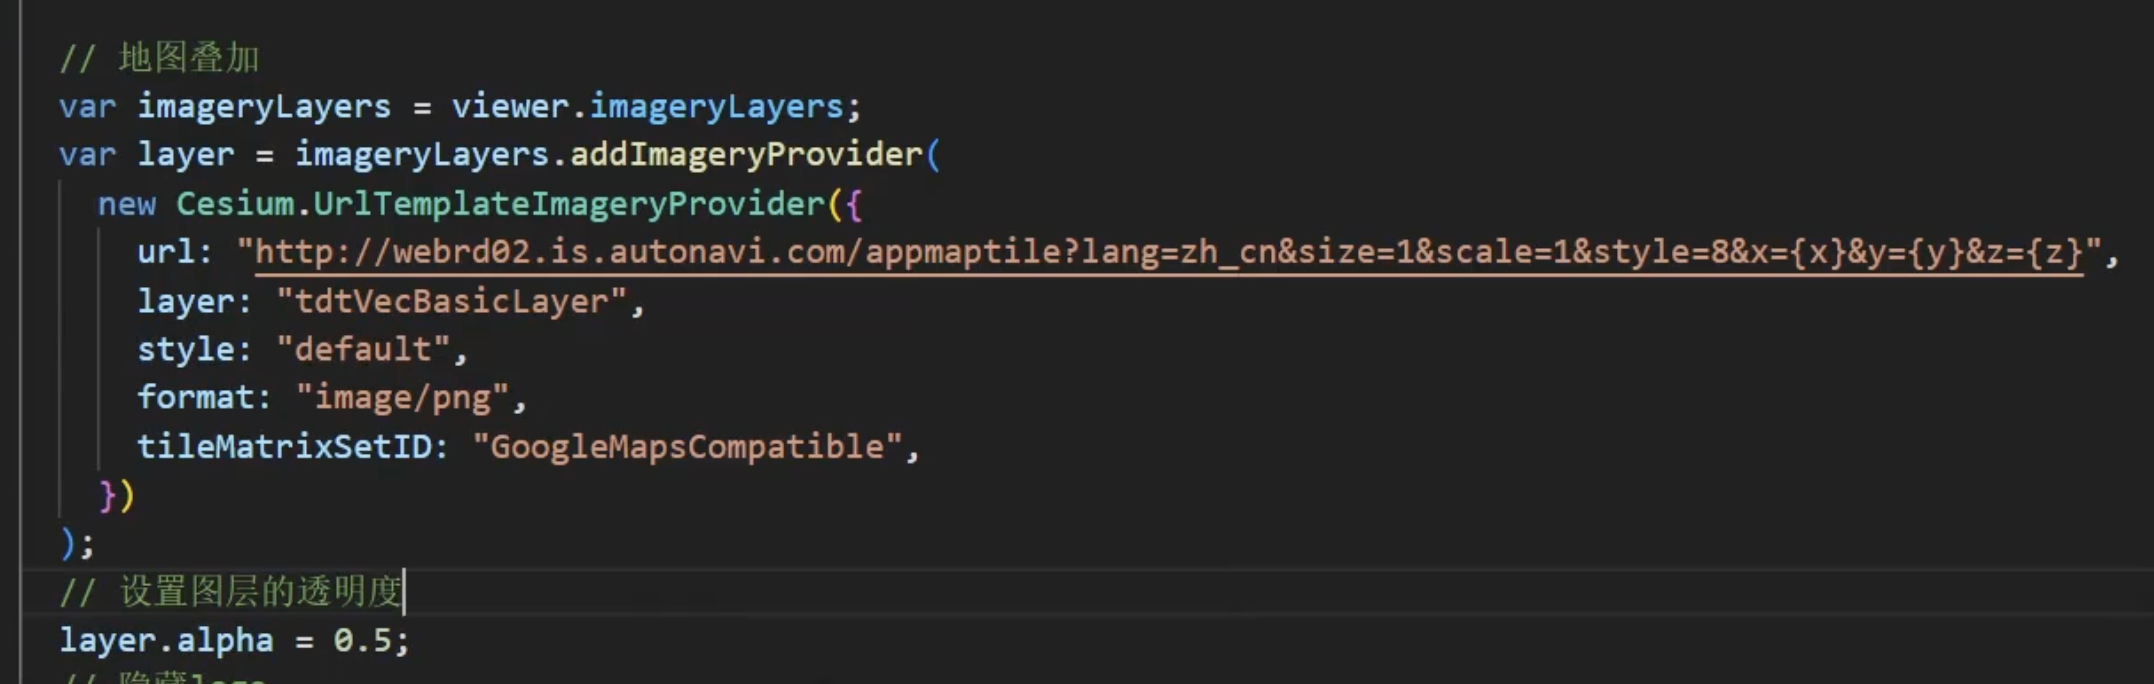 // 地图叠加
var imageryLayers = viewer.imageryLayers;
var layer = imageryLayers.addImageryProvider(
new Cesium.UrlTemplateImageryProvider({
url: "http://webrd02.is.autonavi.com/appmaptile?lang=zh_cn&size=1&scale=1&style=8&x={x}&y={y}&z={z}",
layer: "tdtVecBasicLayer",
style: "default",
format: "image/png",
tileMatrixSetID: "GoogleMapsCompatible",
})
);
// 设置图层的透明度
layer.alpha = 0.5;
// 隐藏logo